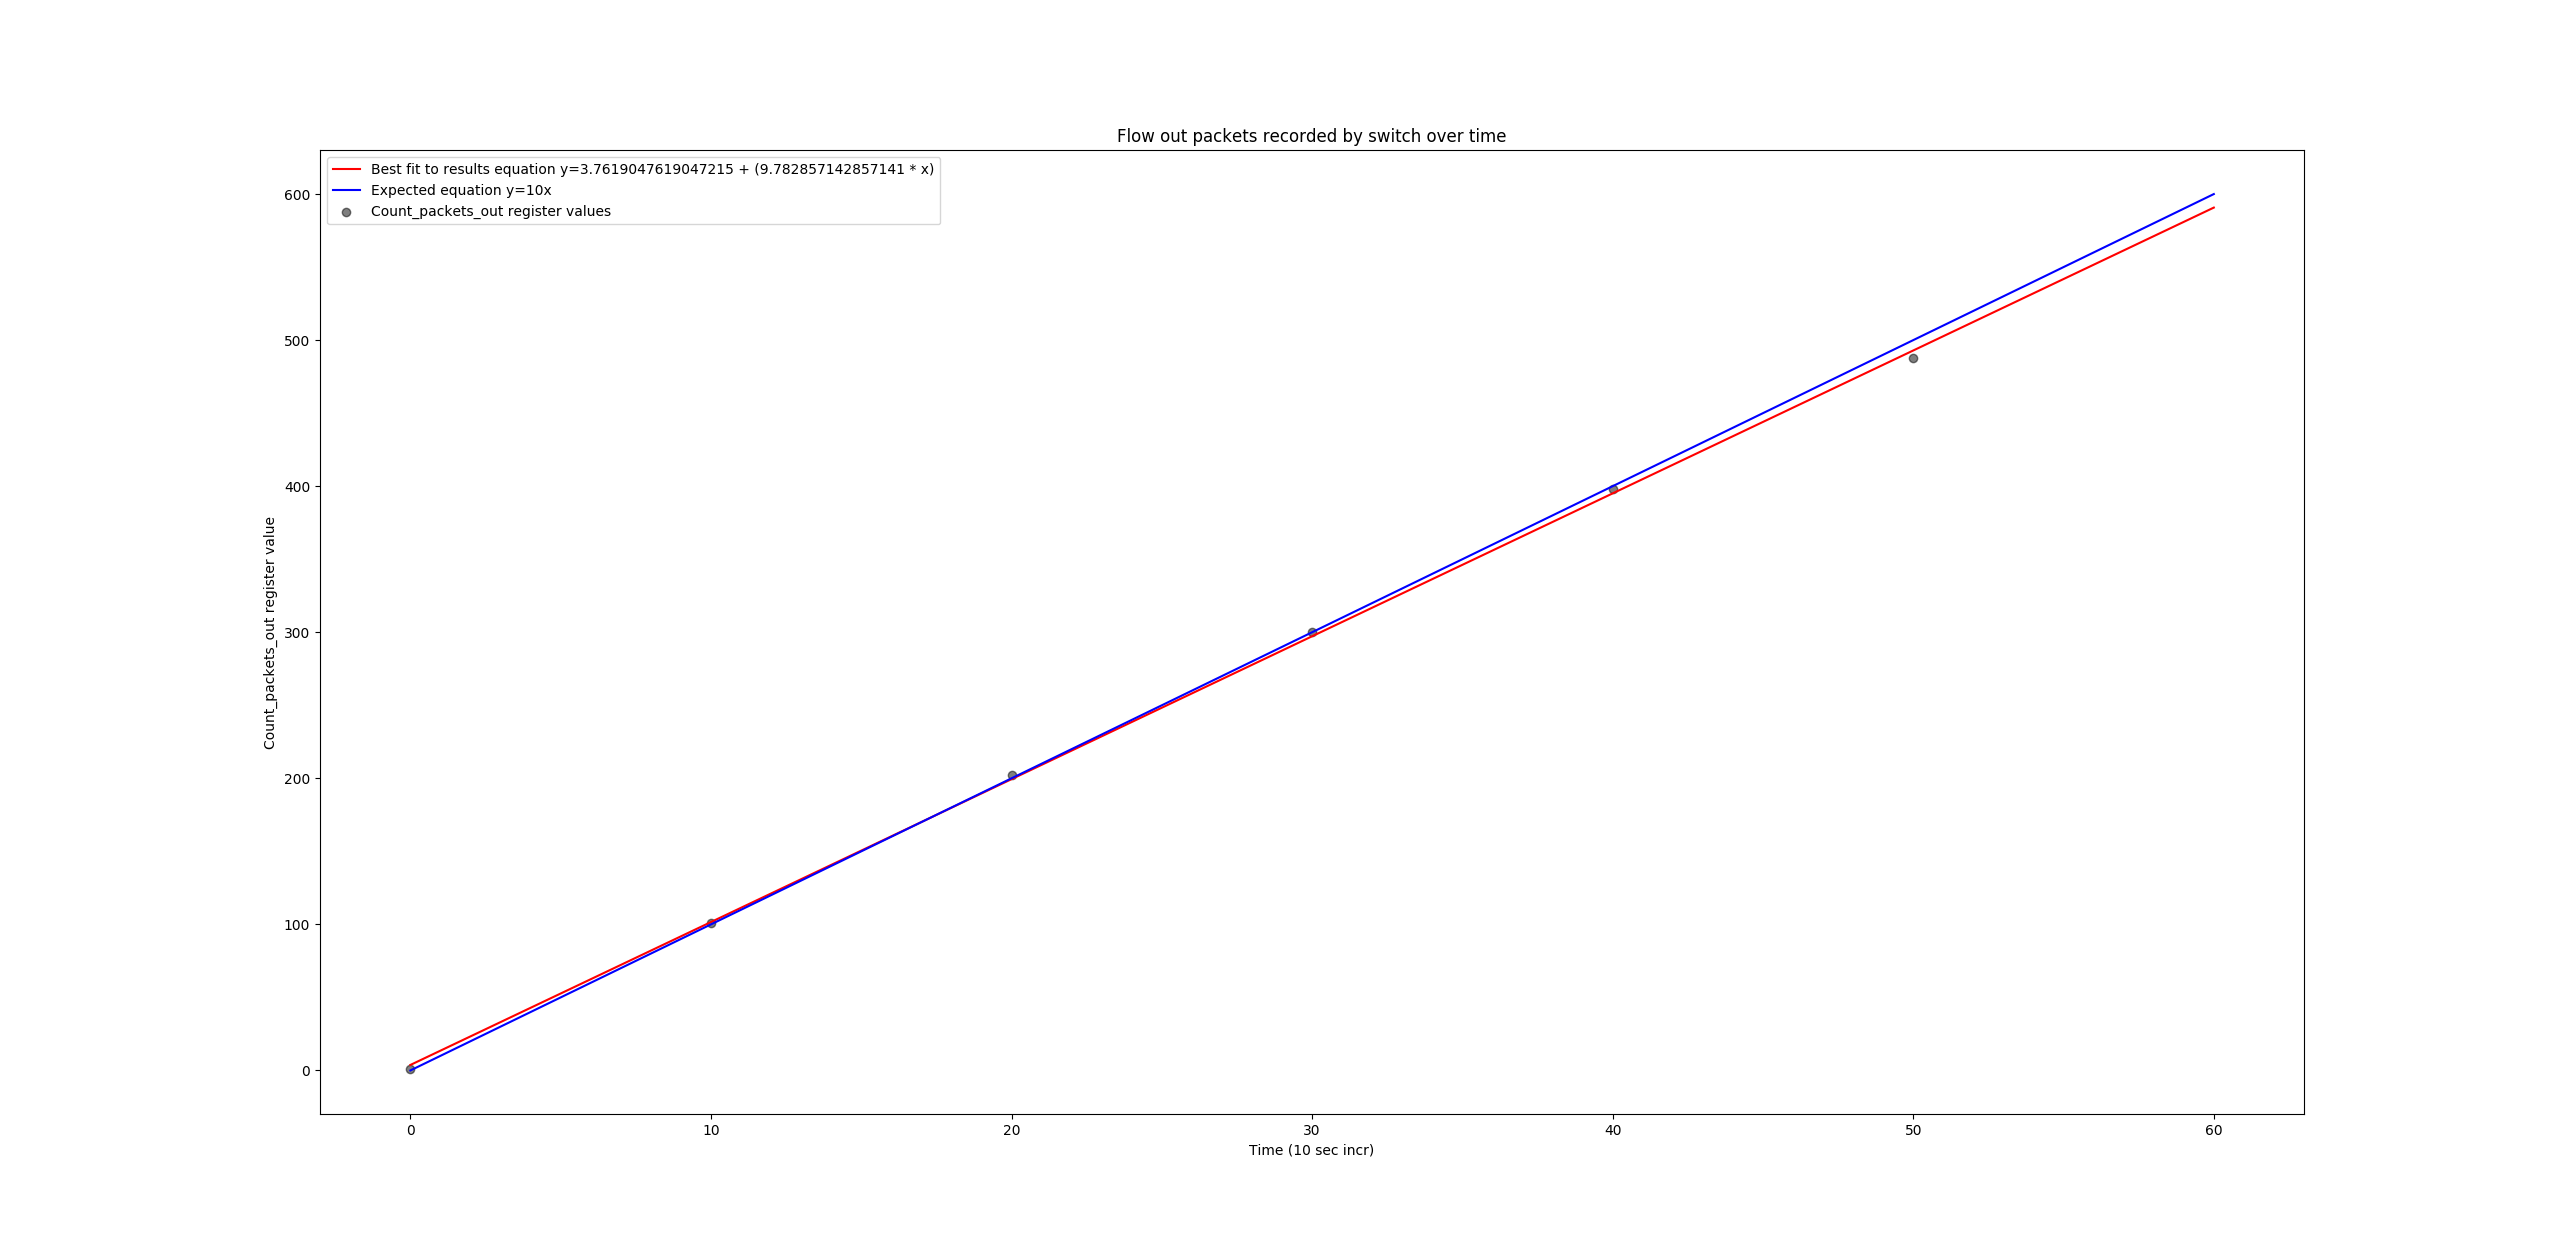 Flow out packets recorded by switch over time
Best fit to results equation y=3.7619047619047215 + (9.782857142857141 * x)
Expected equation y=10x
Count_packets_out register values
Count_packets_out register value
600
500
400
300
200
100
0
0 10 20 30 40 50 60
Time (10 sec incr)